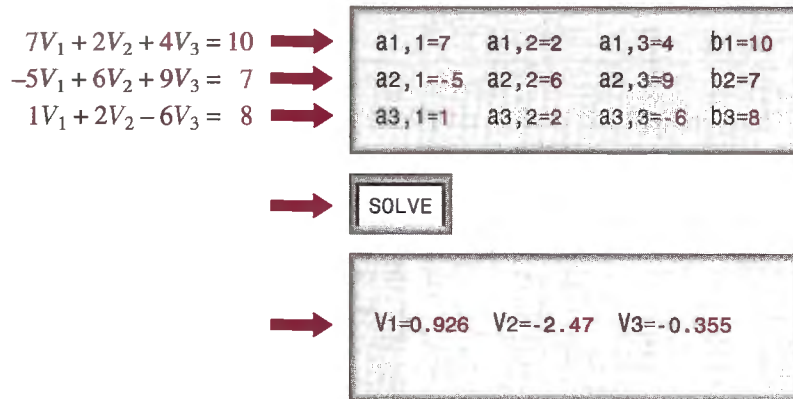 7V₁ + 2V₂ + 4V₃ = 10 a1,1=7 a1,2=2 a1,3=4 b1=10
–5V₁ + 6V₂ + 9V₃ = 7 a2,1=-5 a2,2=6 a2,3=9 b2=7
1V₁ + 2V₂ – 6V₃ = 8 a3,1=1 a3,2=2 a3,3=-6 b3=8
SOLVE
V1=0.926 V2=-2.47 V3=-0.355